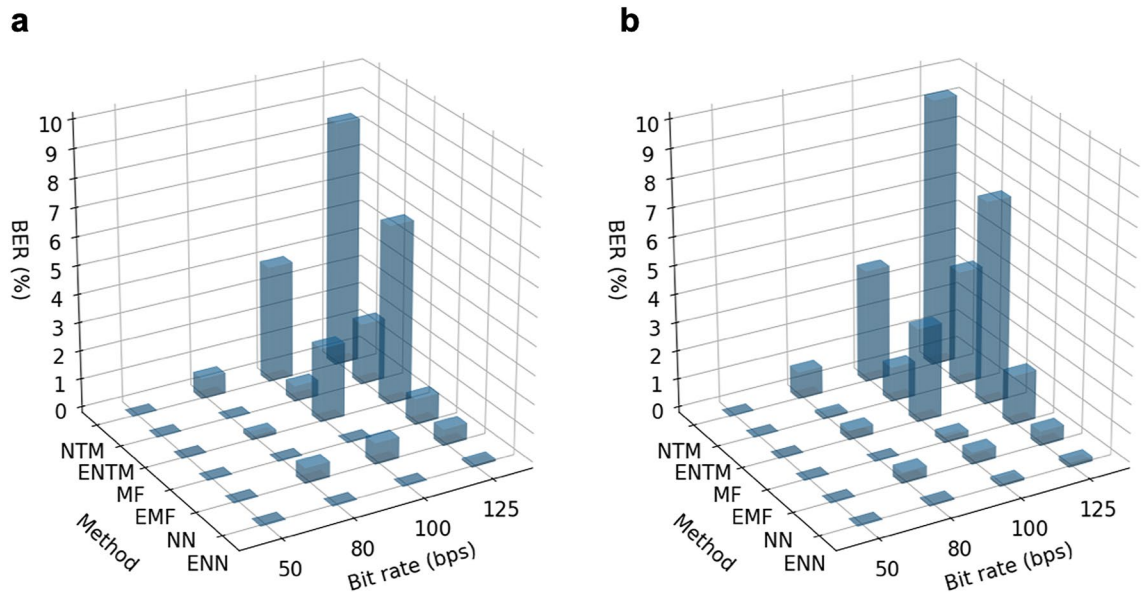 a
b
10
9
8
7
6
5
4
3
2
1
0
BER (%)
NTM
ENTM
MF
EMF
NN
ENN
Method
50
80
100
125
Bit rate (bps)
10
9
8
7
6
5
4
3
2
1
0
BER (%)
NTM
ENTM
MF
EMF
NN
ENN
Method
50
80
100
125
Bit rate (bps)